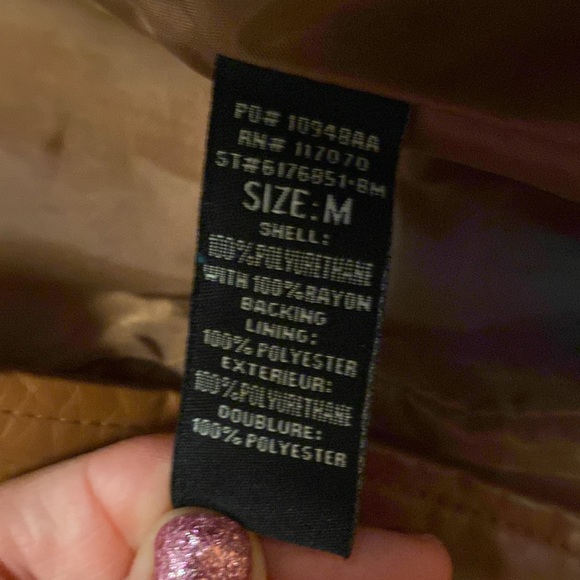 PO# 10948AA
RN# 117070
ST#6176851-BM
SIZE: M
SHELL:
100%POLYURETHANE
WITH 100%RAYON
BACKING
LINING:
100% POLYESTER
EXTERIEUR:
100%POLYURETHANE
DOUBLURE:
100% POLYESTER